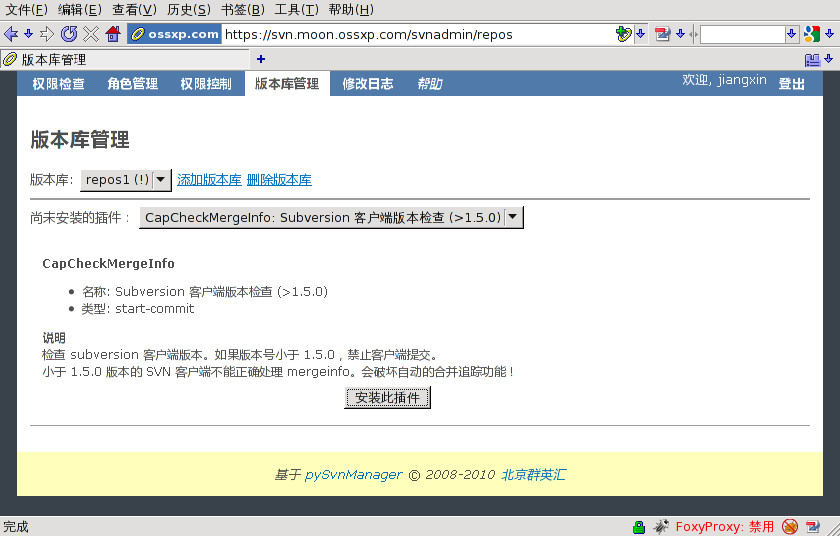 文件(F) 编辑(E) 查看(V) 历史(S) 书签(B) 工具(T) 帮助(H)
ossxp.com https://svn.moon.ossxp.com/svnadmin/repos
版本库管理
权限检查 角色管理 权限控制 版本库管理 修改日志 帮助 欢迎, jiangxin 登出
版本库管理
版本库: repos1 (!) 添加版本库 删除版本库
尚未安装的插件： CapCheckMergeInfo: Subversion 客户端版本检查 (>1.5.0)
CapCheckMergeInfo
• 名称: Subversion 客户端版本检查 (>1.5.0)
• 类型: start-commit
说明
检查 subversion 客户端版本。如果版本号小于 1.5.0，禁止客户端提交。
小于 1.5.0 版本的 SVN 客户端不能正确处理 mergeinfo。会破坏自动的合并追踪功能！
安装此插件
基于 pySvnManager © 2008-2010 北京群英汇
完成 FoxyProxy: 禁用